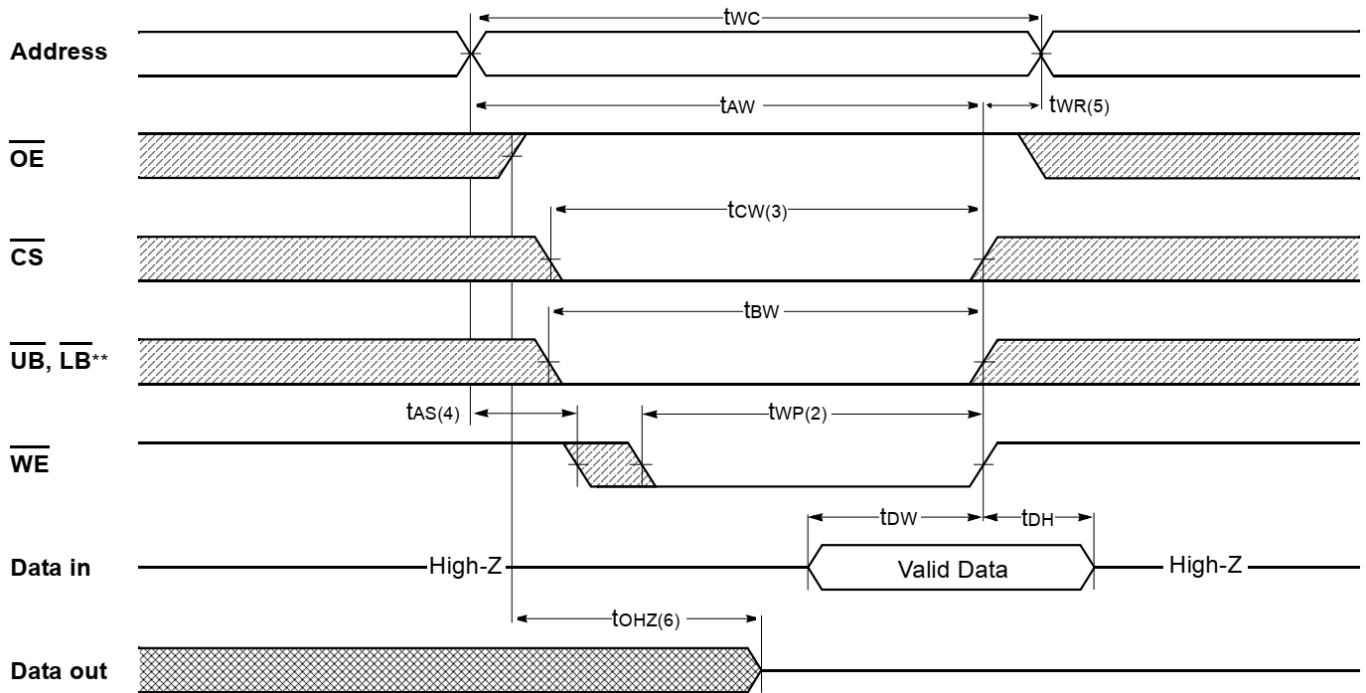 tWC
Address
tAW
tWR(5)
OE
tCW(3)
CS
tBW
UB, LB**
tAS(4)
tWP(2)
WE
tDW
tDH
Data in
High-Z
Valid Data
High-Z
tOHZ(6)
Data out